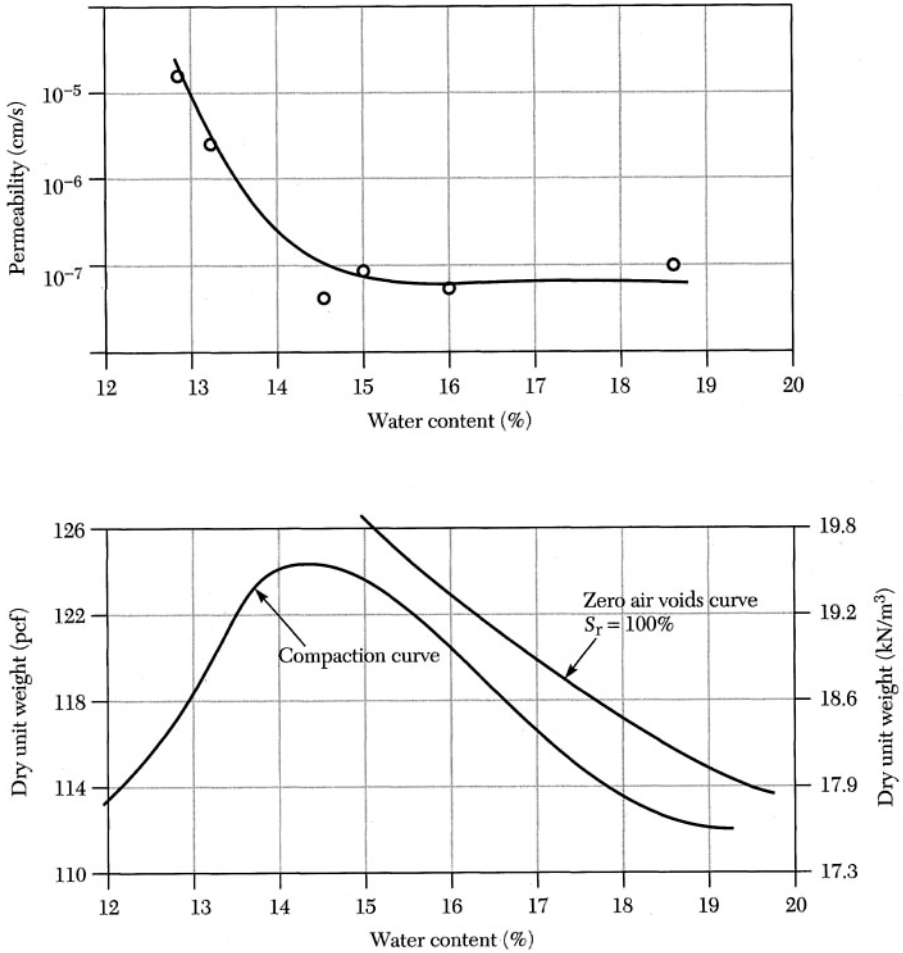 Permeability (cm/s)
10⁻⁵
10⁻⁶
10⁻⁷
12 13 14 15 16 17 18 19 20
Water content (%)
Dry unit weight (pcf)
126
122
118
114
110
Compaction curve
Zero air voids curve
Sᵣ = 100%
19.8
19.2
18.6
17.9
17.3
Dry unit weight (kN/m³)
12 13 14 15 16 17 18 19 20
Water content (%)